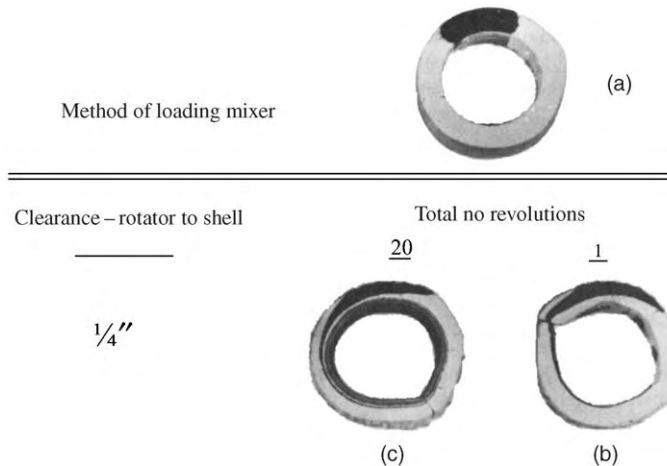 (a)
Method of loading mixer
Clearance – rotator to shell
Total no revolutions
20
1
1/4"
(c)
(b)